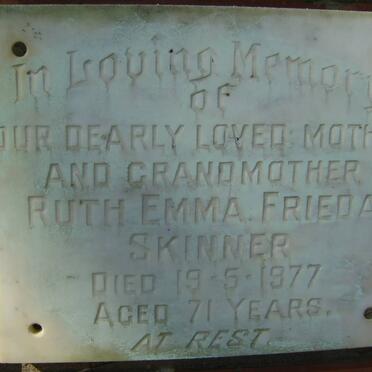 In Loving Memory
of
OUR DEARLY LOVED MOTH
AND GRANDMOTHER
RUTH EMMA FRIEDA
SKINNER
DIED 19-5-1977
AGED 71 YEARS.
AT REST.